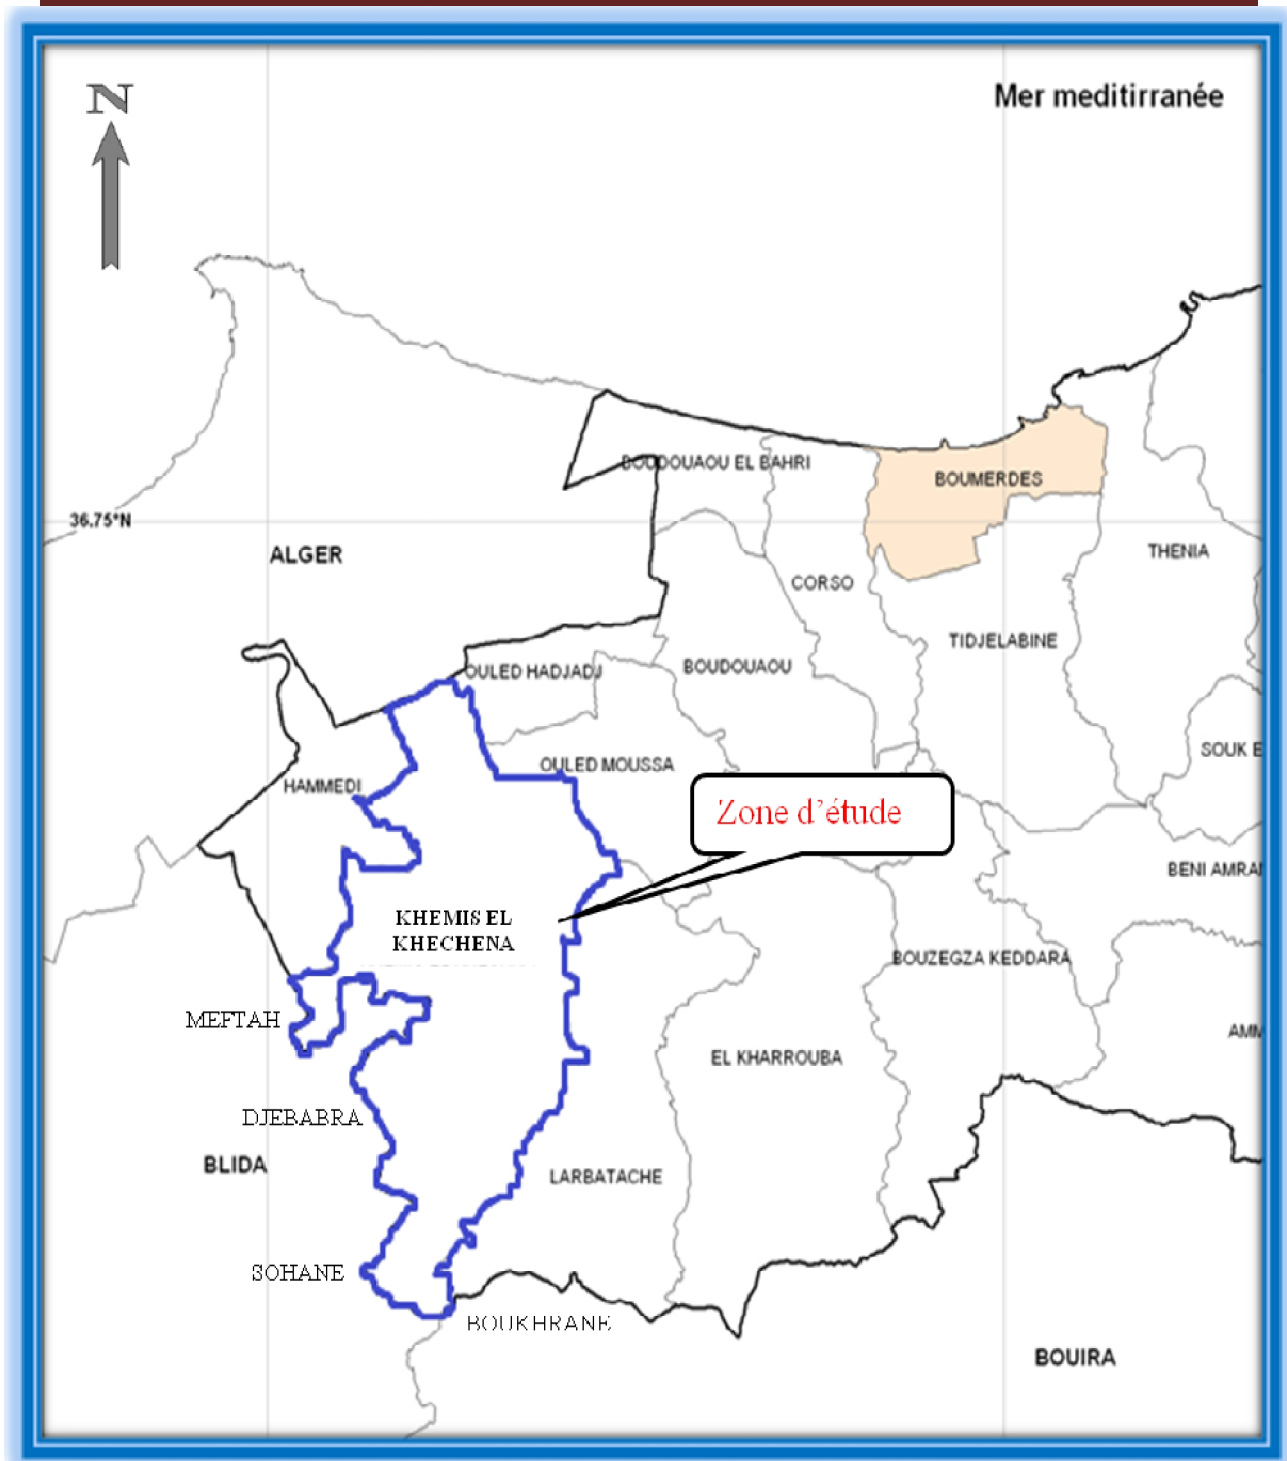 N
Mer meditirranée
BOUDOUAOU EL BAHRI
BOUMERDES
36.75°N
ALGER
THENIA
CORSO
TIDJELABINE
OULED HADJADJ
BOUDOUAOU
SOUK E
OULED MOUSSA
HAMMEDI
Zone d'étude
BENI AMRA
KHEMIS EL
KHECHENA
BOUZEGZA KEDDARA
MEFTAH
AMM
EL KHARROUBA
DJEBABRA
BLIDA
LARBATACHE
SOHANE
BOUKHRANE
BOUIRA